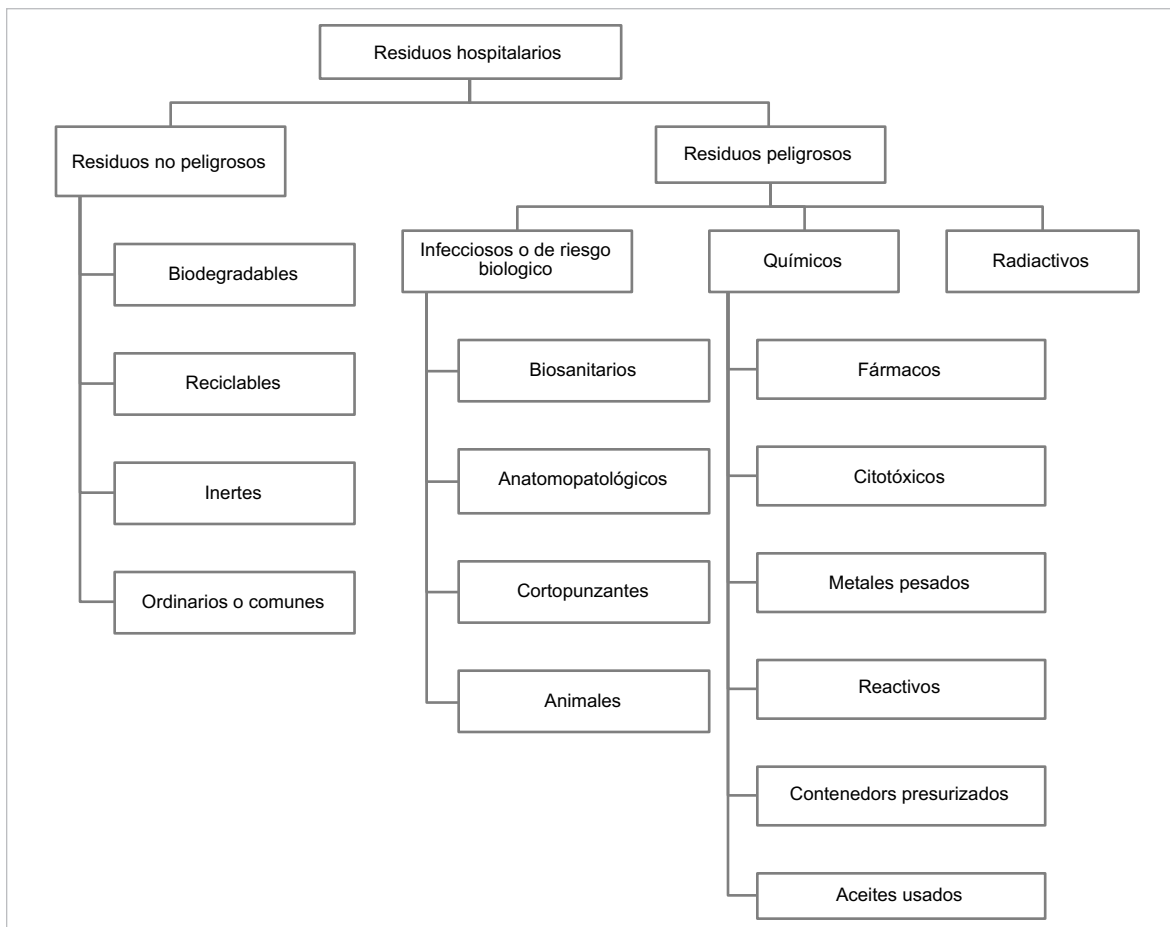 Residuos hospitalarios
Residuos no peligrosos
Residuos peligrosos
Biodegradables
Reciclables
Inertes
Ordinarios o comunes
Infecciosos o de riesgo
biologico
Químicos
Radiactivos
Biosanitarios
Anatomopatológicos
Cortopunzantes
Animales
Fármacos
Citotóxicos
Metales pesados
Reactivos
Contenedors presurizados
Aceites usados